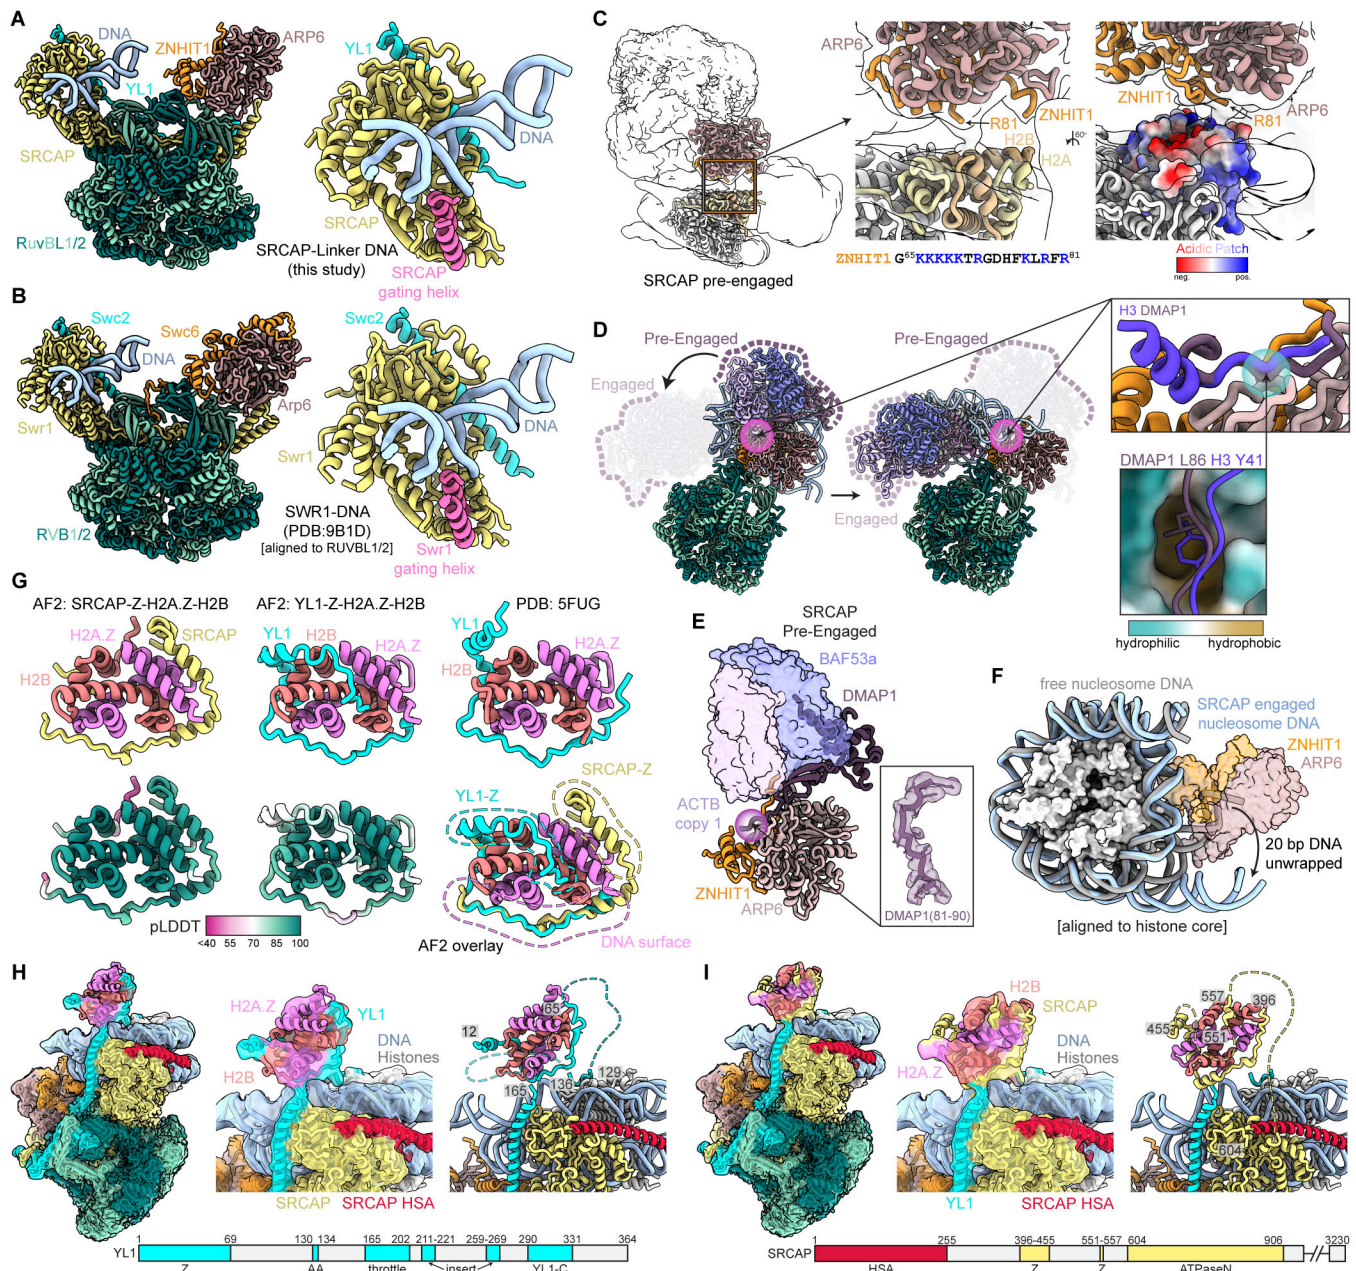 A
DNA
ZNHIT1
ARP6
YL1
SRCAP
RuvBL1/2
YL1
DNA
SRCAP
SRCAP-Linker DNA
(this study)
SRCAP
gating helix
B
Swc2
Swc6
DNA
Arp6
Swr1
RVB1/2
Swc2
DNA
Swr1
SWR1-DNA
(PDB:9B1D)
[aligned to RUVBL1/2]
Swr1
gating helix
C
SRCAP pre-engaged
ARP6
R81
ZNHIT1
H2B
H2A
60°
ZNHIT1
R81
ARP6
ZNHIT1 G⁶⁵KKKKKTRGDHFKLRFR⁸¹
Acidic Patch
neg.
pos.
D
Pre-Engaged
Engaged
Pre-Engaged
Engaged
H3 DMAP1
DMAP1 L86 H3 Y41
hydrophilic
hydrophobic
E
SRCAP
Pre-Engaged
BAF53a
DMAP1
ACTB
copy 1
ZNHIT1
ARP6
DMAP1(81-90)
F
free nucleosome DNA
SRCAP engaged
nucleosome DNA
ZNHIT1
ARP6
20 bp DNA
unwrapped
[aligned to histone core]
G
AF2: SRCAP-Z-H2A.Z-H2B
AF2: YL1-Z-H2A.Z-H2B
PDB: 5FUG
H2A.Z
SRCAP
H2B
YL1
H2B
H2A.Z
YL1
H2A.Z
H2B
SRCAP-Z
YL1-Z
pLDDT
<40 55 70 85 100
AF2 overlay
DNA surface
H
H2A.Z
YL1
DNA
Histones
H2B
SRCAP
SRCAP HSA
65
12
129
136
165
1 69 130 134 165 202 211-221 259-269 290 331 364
YL1
Z AA throttle insert YL1-C
I
H2B
SRCAP
DNA
Histones
H2A.Z
YL1
SRCAP HSA
557
396
455
551
604
1 255 396-455 551-557 604 906 3230
SRCAP
HSA Z Z ATPaseN